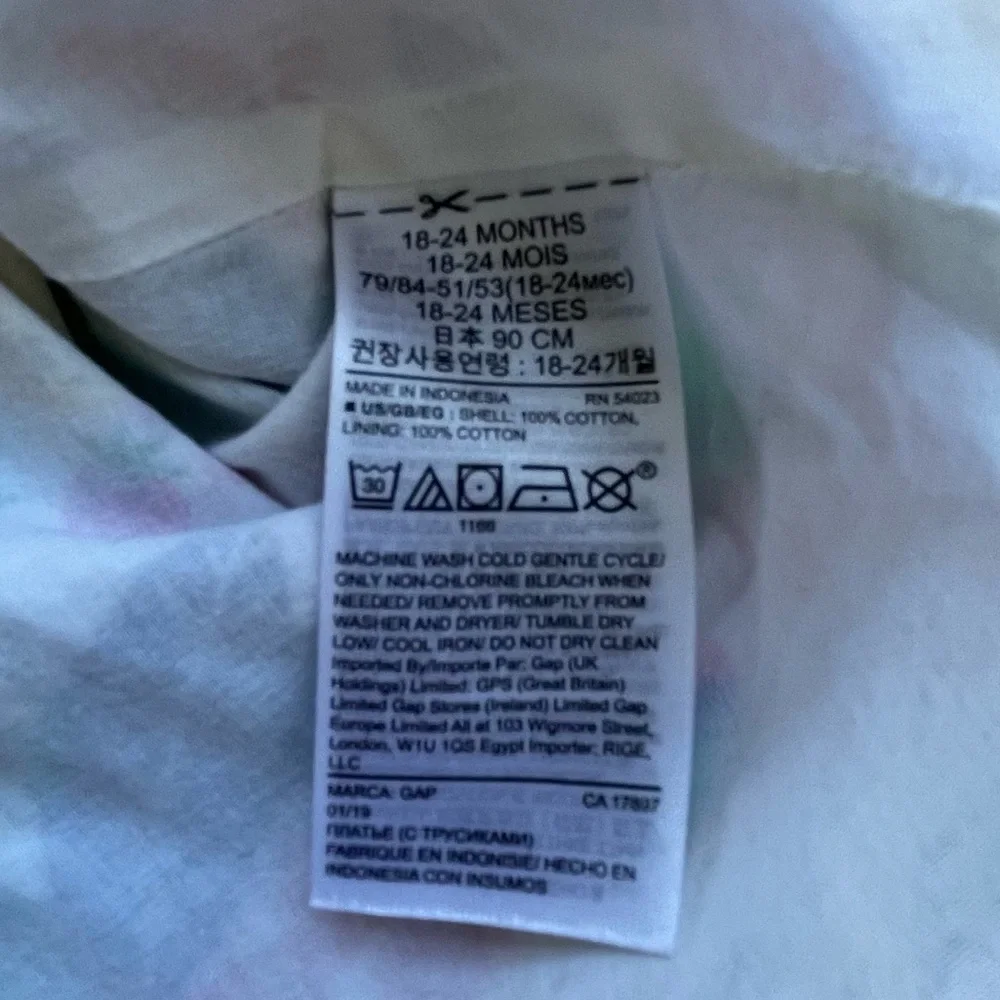 18-24 MONTHS
18-24 MOIS
79/84-51/53(18-24мес)
18-24 MESES
日本 90 CM
권장사용연령 : 18-24개월
MADE IN INDONESIA RN 54023
■ US/GB/EG : SHELL: 100% COTTON,
LINING: 100% COTTON
30
®
1166
MACHINE WASH COLD GENTLE CYCLE/
ONLY NON-CHLORINE BLEACH WHEN
NEEDED/ REMOVE PROMPTLY FROM
WASHER AND DRYER/ TUMBLE DRY
LOW/ COOL IRON/ DO NOT DRY CLEAN
Imported By/Importe Par: Gap (UK
Holdings) Limited: GPS (Great Britain)
Limited Gap Stores (Ireland) Limited Gap
Europe Limited All at 103 Wigmore Street,
London, W1U 1QS Egypt Importer: RIGE,
LLC
MARCA: GAP CA 17897
01/19
ПЛАТЬЕ (С ТРУСИКАМИ)
FABRIQUE EN INDONISIE/ HECHO EN
INDONESIA CON INSUMOS